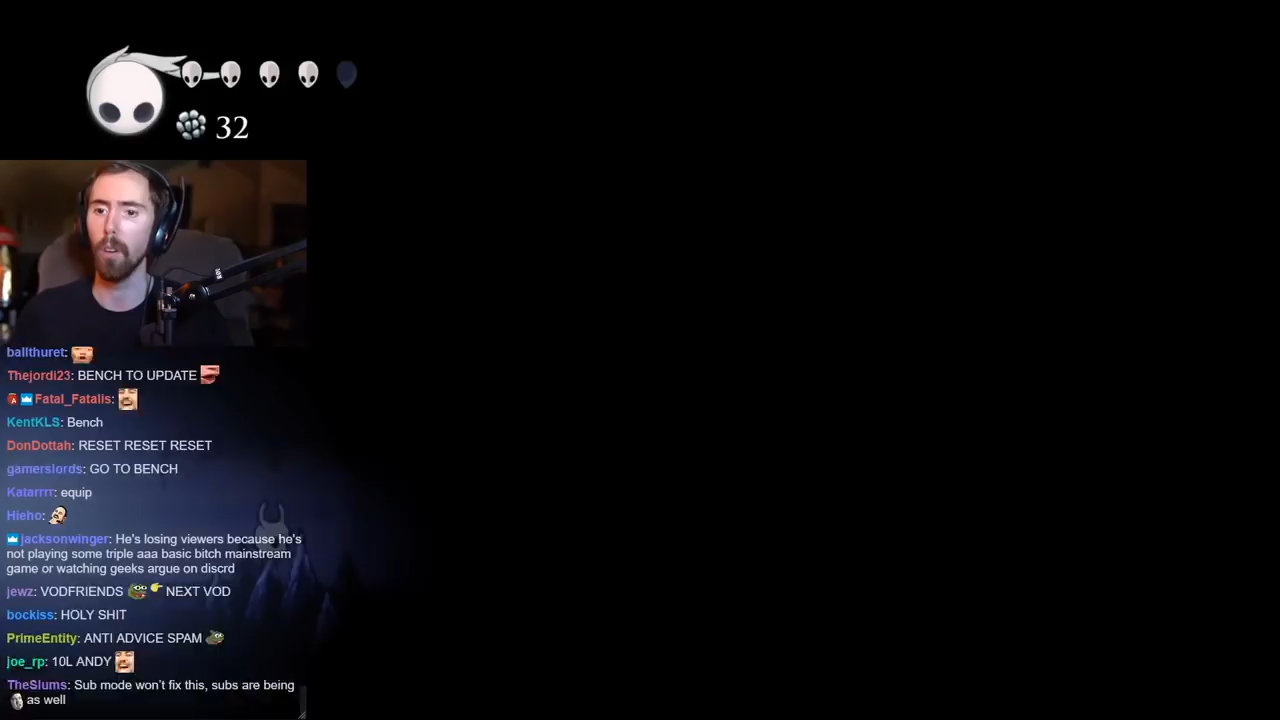 32
ballthuret:
Thejordi23: BENCH TO UPDATE
Fatal_Fatalis:
KentKLS: Bench
DonDottah: RESET RESET RESET
gamerslords: GO TO BENCH
Katarrrr: equip
Hieho:
jacksonwinger: He's losing viewers because he's
not playing some triple aaa basic bitch mainstream
game or watching geeks argue on discrd
jewz: VODFRIENDS NEXT VOD
bockiss: HOLY SHIT
PrimeEntity: ANTI ADVICE SPAM
joe_rp: 10L ANDY
TheSlums: Sub mode won't fix this, subs are being
as well